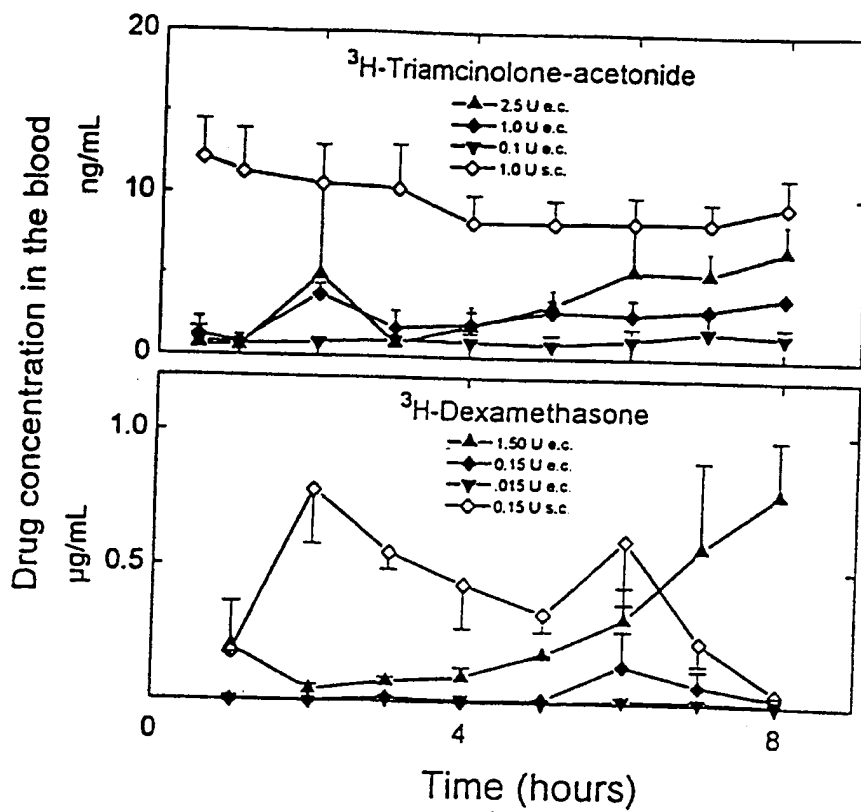 Drug concentration in the blood
ng/mL
20
10
0
³H-Triamcinolone-acetonide
2.5 U e.c.
1.0 U e.c.
0.1 U e.c.
1.0 U s.c.
µg/mL
1.0
0.5
³H-Dexamethasone
1.50 U e.c.
0.15 U e.c.
.015 U e.c.
0.15 U s.c.
0
4
8
Time (hours)